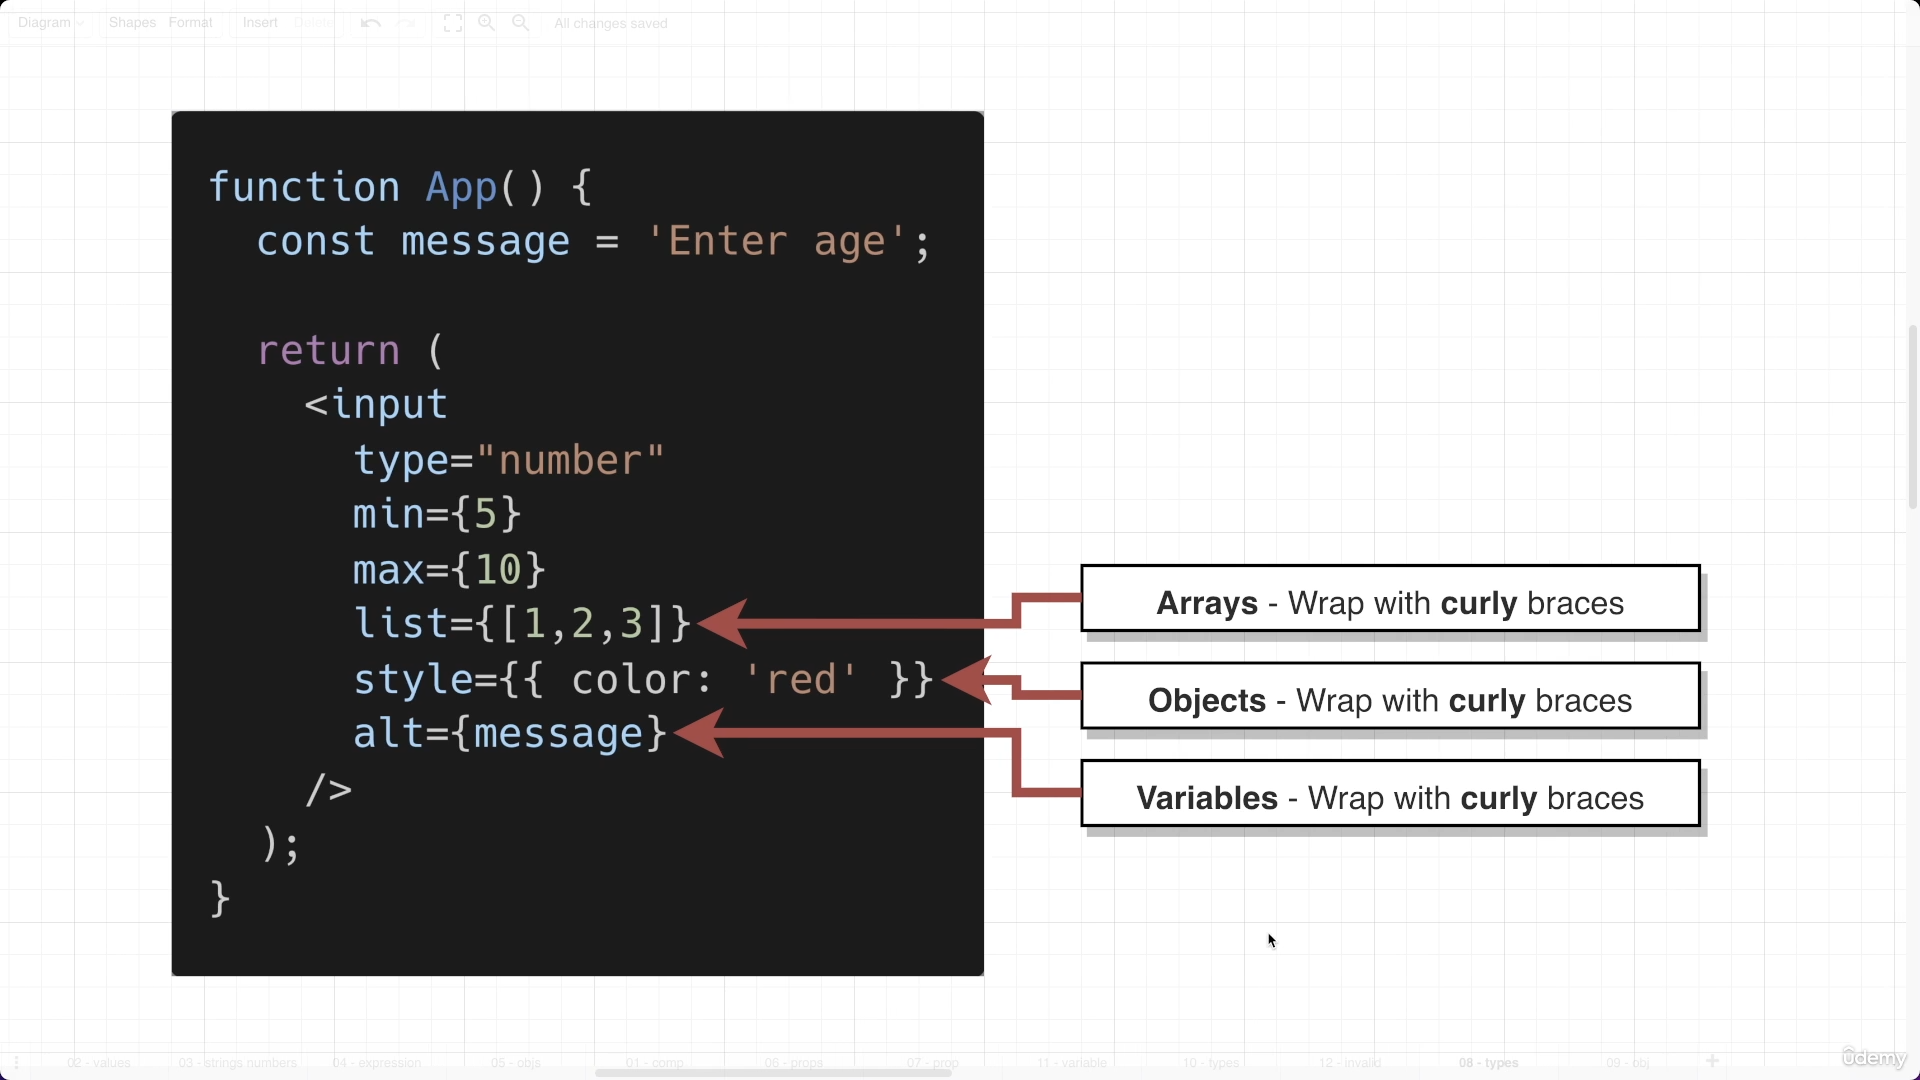 Diagram Shapes Format Insert Delete All changes saved
function App() {
const message = 'Enter age';
return (
<input
type="number"
min={5}
max={10}
list={[1,2,3]}
style={{ color: 'red' }}
alt={message}
/>
);
}
Arrays - Wrap with curly braces
Objects - Wrap with curly braces
Variables - Wrap with curly braces
02 - values 03 - strings numbers 04 - expression 05 - objs 01 - comp 06 - props 07 - prop 11 - variable 10 - types 12 - invalid 08 - types 09 - obj
ûdemy